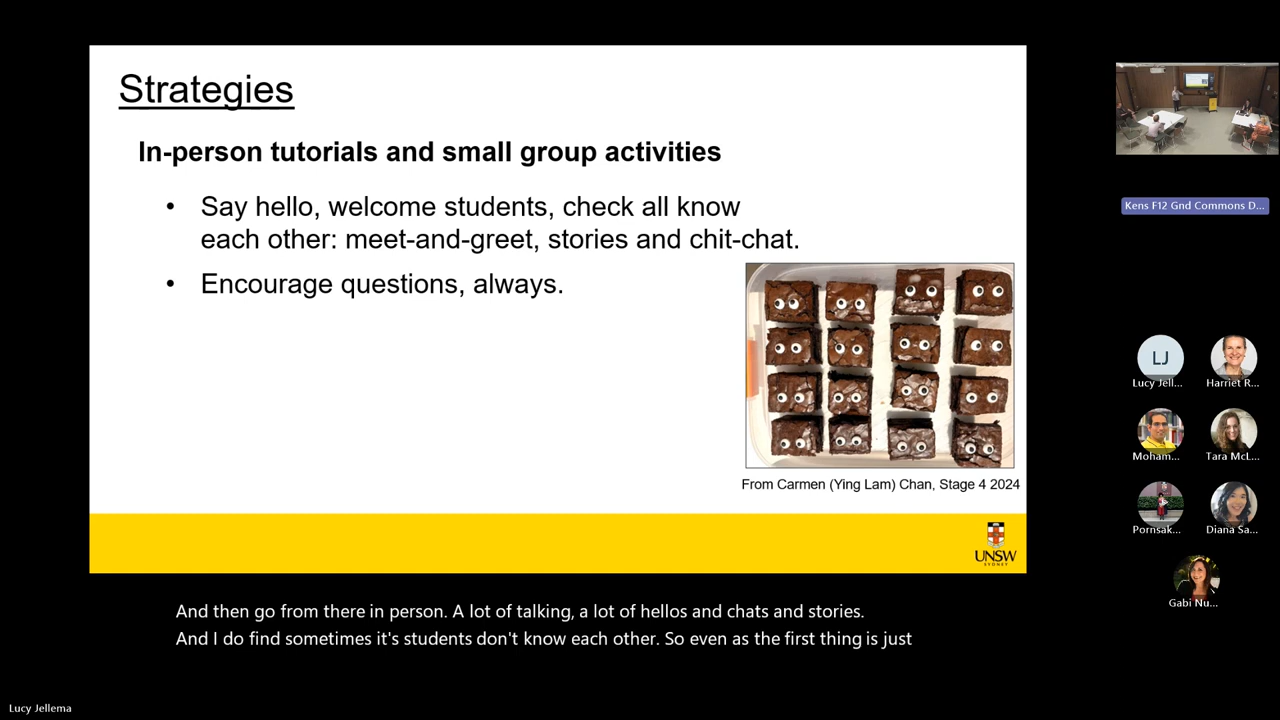 Strategies
In-person tutorials and small group activities
• Say hello, welcome students, check all know
each other: meet-and-greet, stories and chit-chat.
• Encourage questions, always.
From Carmen (Ying Lam) Chan, Stage 4 2024
UNSW
SYDNEY
And then go from there in person. A lot of talking, a lot of hellos and chats and stories.
And I do find sometimes it's students don't know each other. So even as the first thing is just
Lucy Jellema
Kens F12 Gnd Commons D...
LJ
Lucy Jell...
Harriet R...
Moham...
Tara McL...
Pornsak...
Diana Sa...
Gabi Nu...